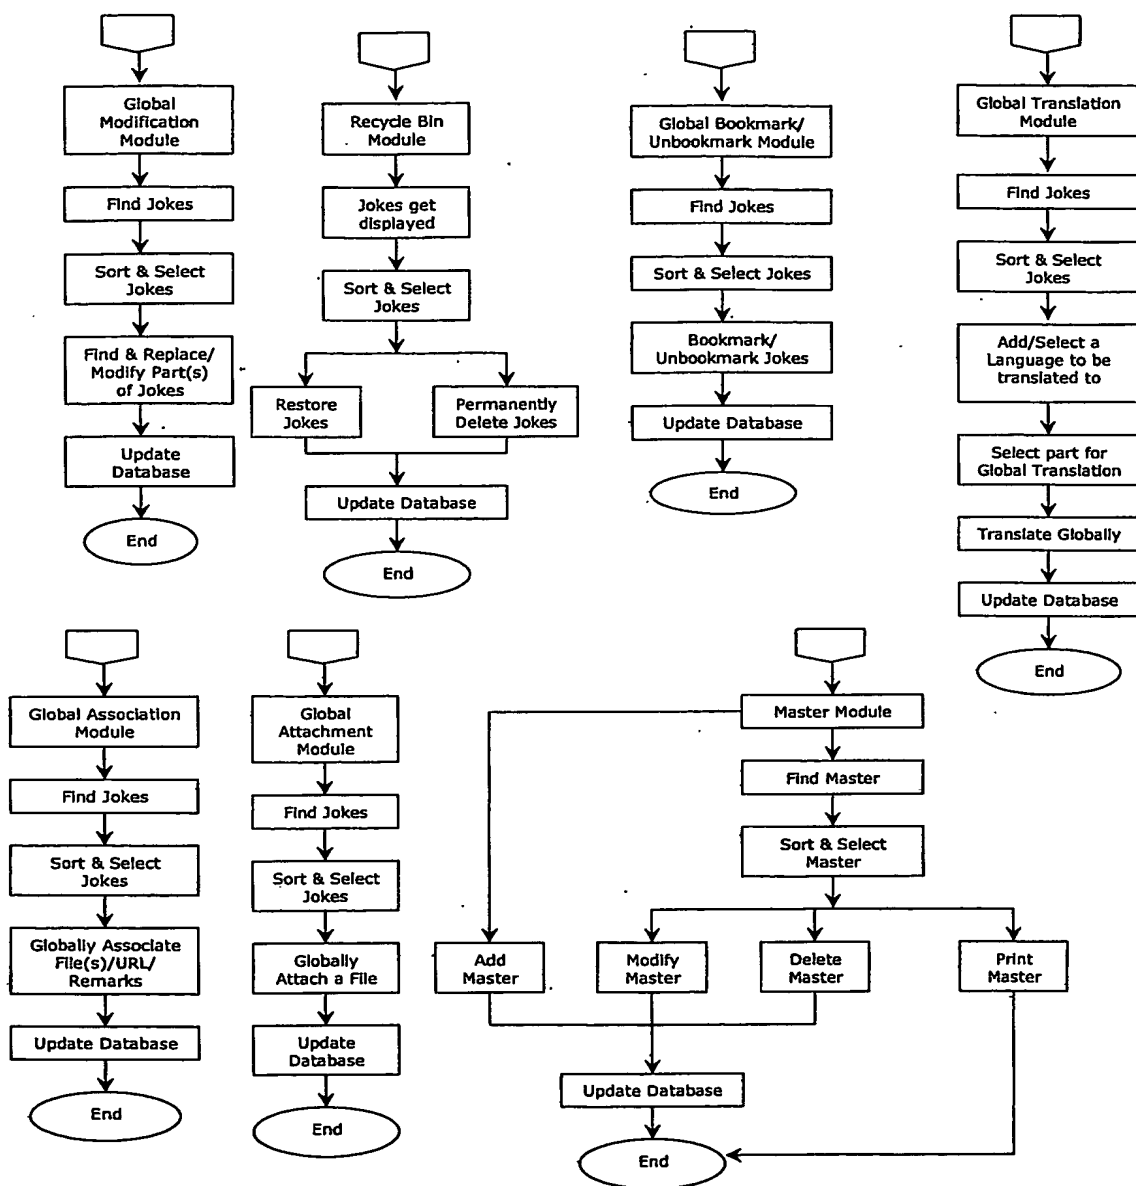 Global
Modification
Module
Find Jokes
Sort & Select
Jokes
Find & Replace/
Modify Part(s)
of Jokes
Update
Database
End
Recycle Bin
Module
Jokes get
displayed
Sort & Select
Jokes
Restore
Jokes
Permanently
Delete Jokes
Update Database
End
Global Bookmark/
Unbookmark Module
Find Jokes
Sort & Select Jokes
Bookmark/
Unbookmark Jokes
Update Database
End
Global Translation
Module
Find Jokes
Sort & Select
Jokes
Add/Select a
Language to be
translated to
Select part for
Global Translation
Translate Globally
Update Database
End
Global Association
Module
Find Jokes
Sort & Select
Jokes
Globally Associate
File(s)/URL/
Remarks
Update Database
End
Global
Attachment
Module
Find Jokes
Sort & Select
Jokes
Globally
Attach a File
Update
Database
End
Master Module
Find Master
Sort & Select
Master
Add
Master
Modify
Master
Delete
Master
Print
Master
Update Database
End